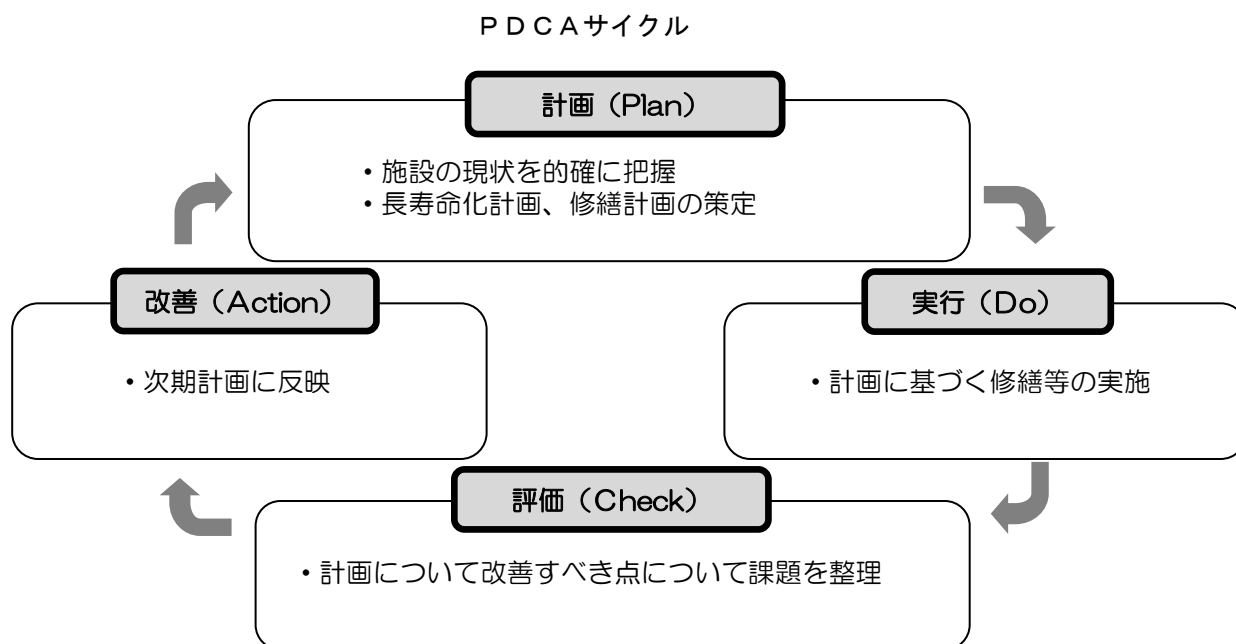 ＰＤＣＡサイクル
計画（Plan）
・施設の現状を的確に把握
・長寿命化計画、修繕計画の策定
改善（Action）
・次期計画に反映
実行（Do）
・計画に基づく修繕等の実施
評価（Check）
・計画について改善すべき点について課題を整理